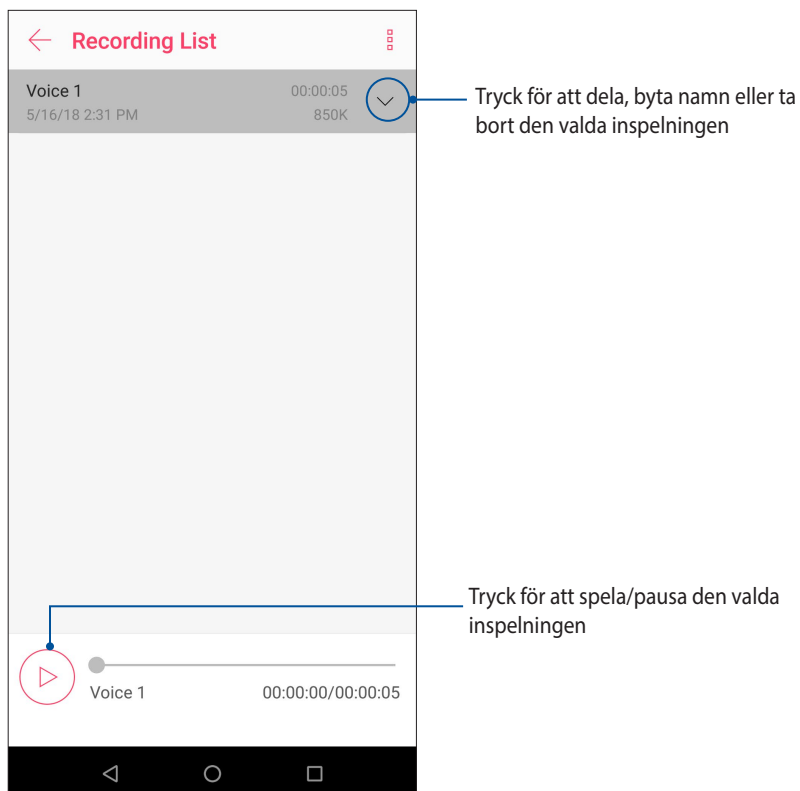 Recording List
Voice 1
00:00:05
5/16/18 2:31 PM
850K
Tryck för att dela, byta namn eller ta
bort den valda inspelningen
Tryck för att spela/pausa den valda
inspelningen
Voice 1
00:00:00/00:00:05